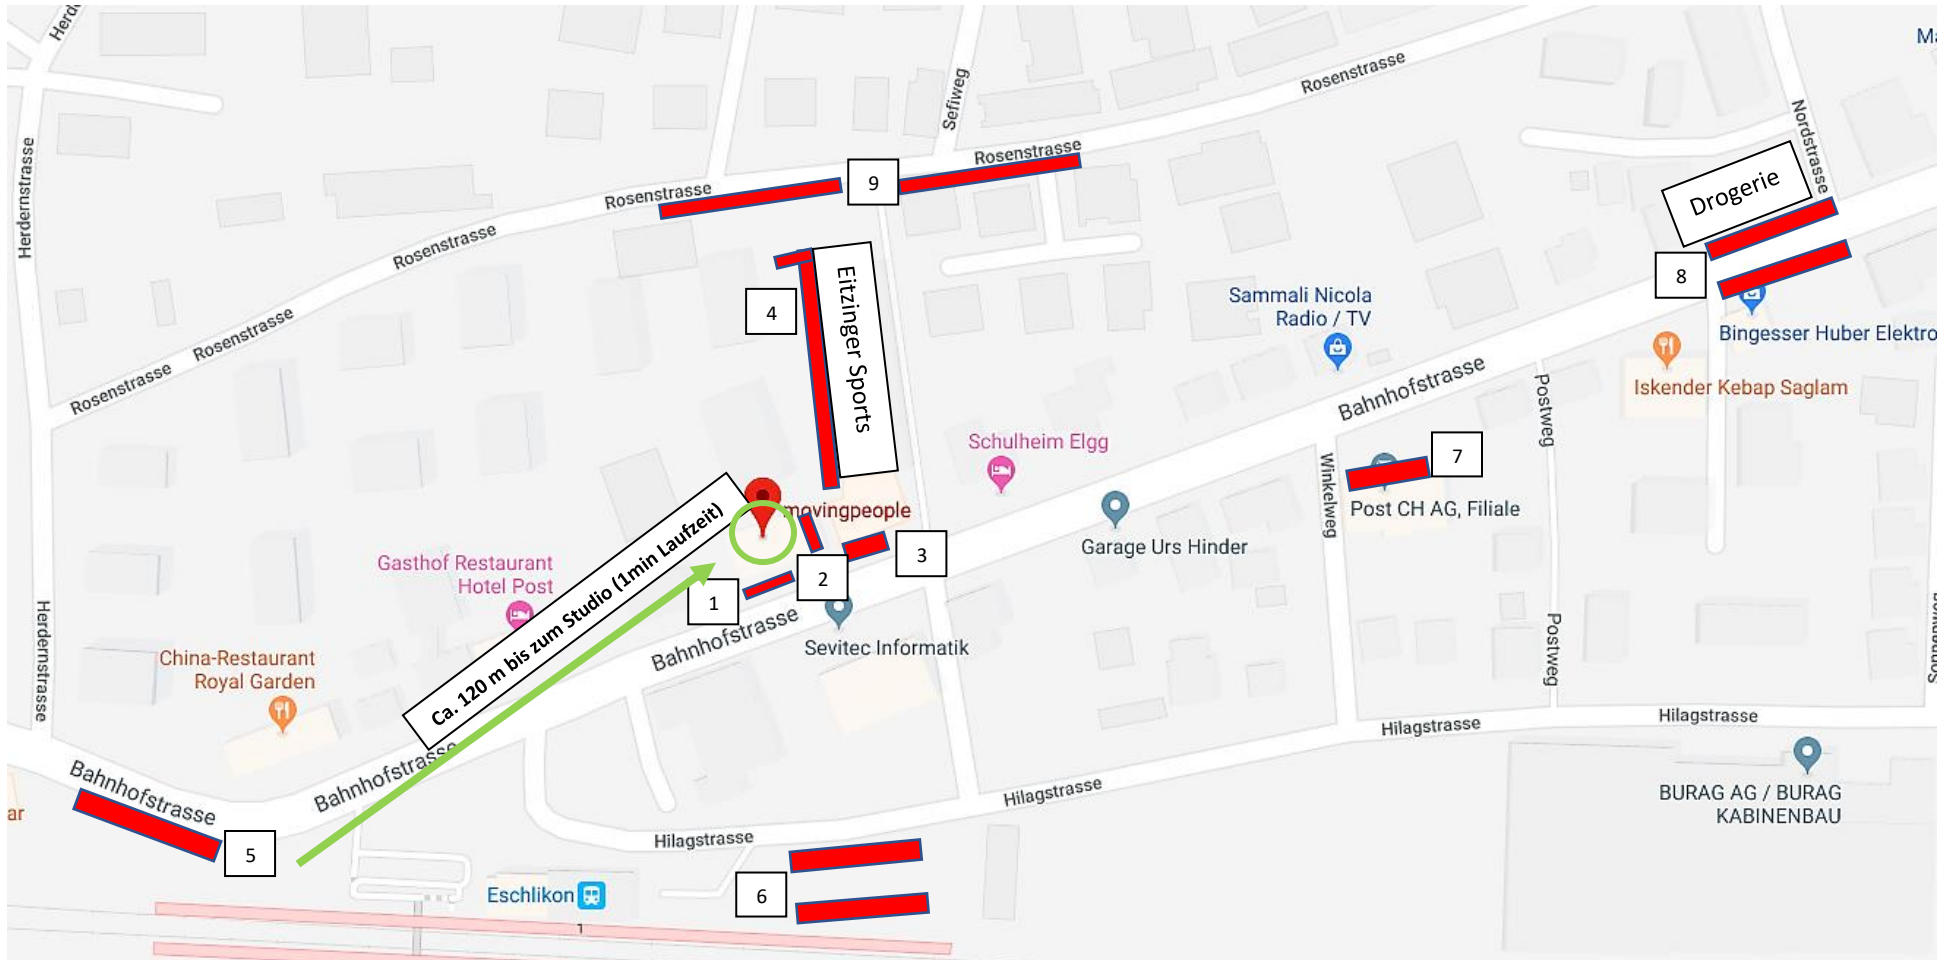 Herdernstrasse
Sefiweg
Rosenstrasse
Nordstrasse
Rosenstrasse
9
Rosenstrasse
Drogerie
Herdernstrasse
Rosenstrasse
8
Eitzinger Sports
4
Sammali Nicola
Radio / TV
Bingesser Huber Elektro
Rosenstrasse
Rosenstrasse
Bahnhofstrasse
Iskender Kebap Saglam
Postweg
Schulheim Elgg
7
Winkelweg
Post CH AG, Filiale
movingpeople
Garage Urs Hinder
3
2
1
Ca. 120 m bis zum Studio (1min Laufzeit)
Gasthof Restaurant
Hotel Post
Bahnhofstrasse
Sevitec Informatik
Herdernstrasse
China-Restaurant
Royal Garden
Postweg
Hilagstrasse
Hilagstrasse
Bahnhofstrasse
Bahnhofstrasse
Hilagstrasse
BURAG AG / BURAG
KABINENBAU
ar
5
Hilagstrasse
Eschlikon
6
1